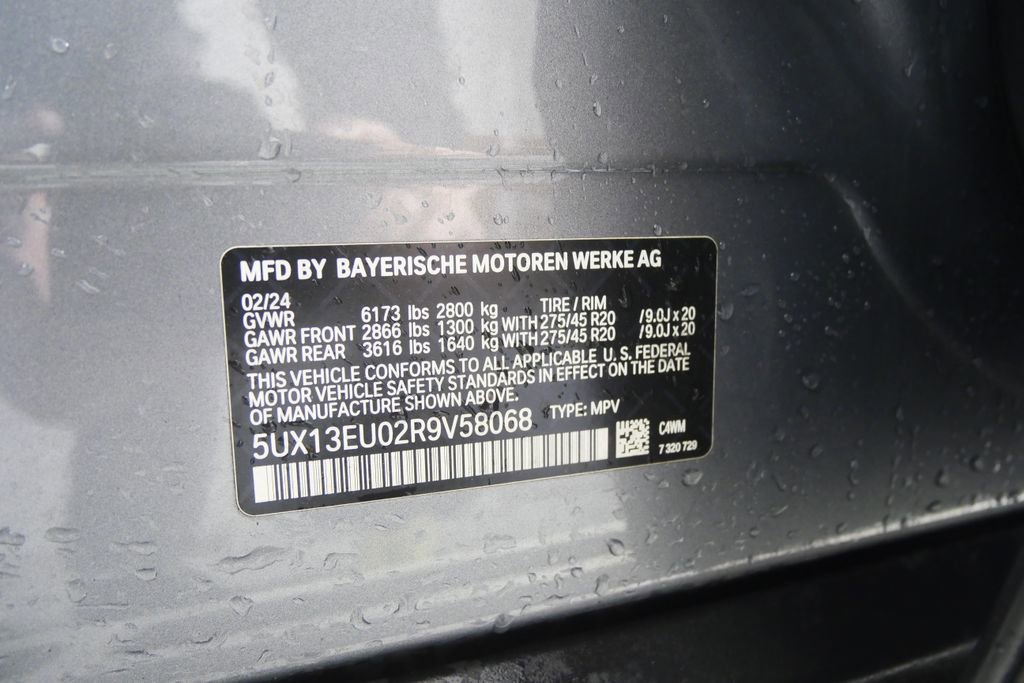 MFD BY BAYERISCHE MOTOREN WERKE AG
02/24 TIRE / RIM
GVWR 6173 lbs 2800 kg
GAWR FRONT 2866 lbs 1300 kg WITH 275/45 R20 /9.0J x 20
GAWR REAR 3616 lbs 1640 kg WITH 275/45 R20 /9.0J x 20
THIS VEHICLE CONFORMS TO ALL APPLICABLE U. S. FEDERAL
MOTOR VEHICLE SAFETY STANDARDS IN EFFECT ON THE DATE
OF MANUFACTURE SHOWN ABOVE.
5UX13EU02R9V58068 TYPE: MPV
C4WM
7 320 729